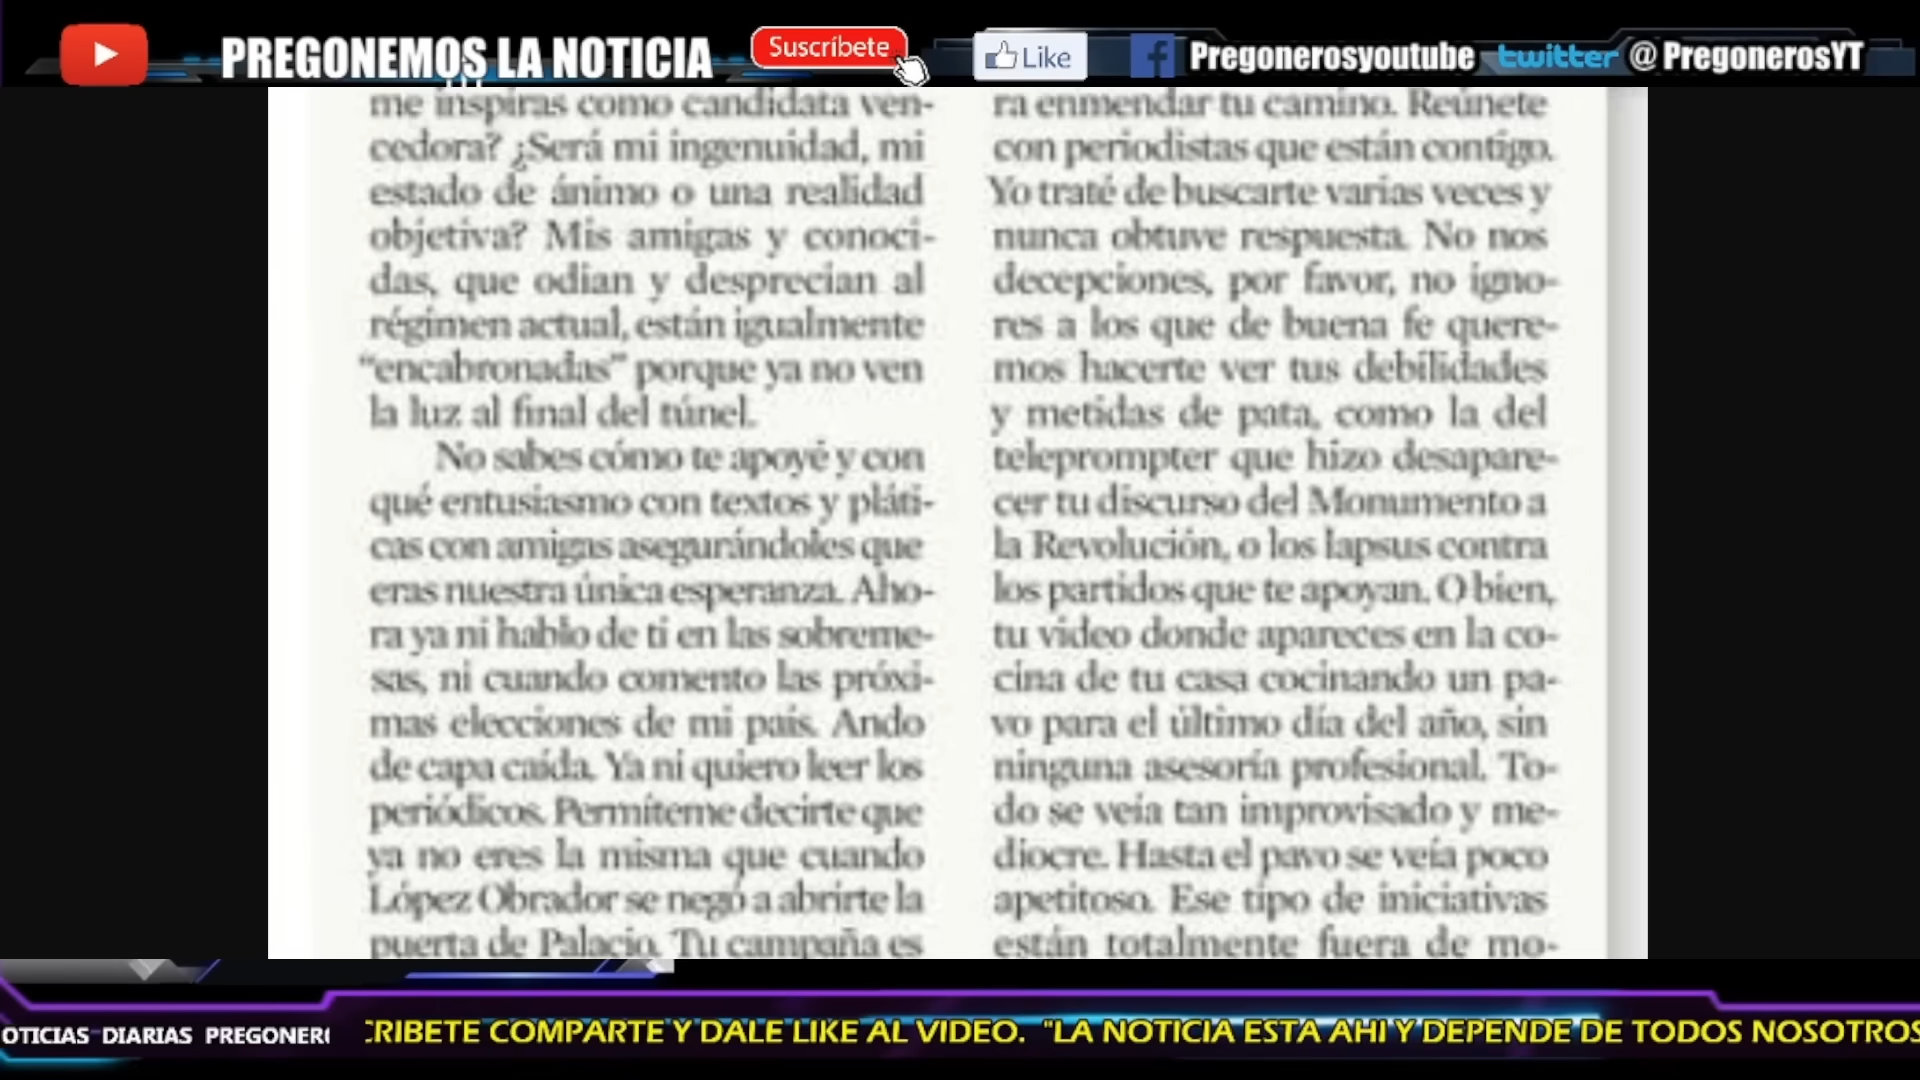 PREGONEMOS LA NOTICIA
Suscríbete
Like
Pregonerosyoutube
twitter @PregonerosYT
me inspiras como candidata ven-
cedora? ¿Será mi ingenuidad, mi
estado de ánimo o una realidad
objetiva? Mis amigas y conoci-
das, que odian y desprecian al
régimen actual, están igualmente
“encabronadas” porque ya no ven
la luz al final del túnel.
No sabes cómo te apoyé y con
qué entusiasmo con textos y pláti-
cas con amigas asegurándoles que
eras nuestra única esperanza. Aho-
ra ya ni hablo de ti en las sobreme-
sas, ni cuando comento las próxi-
mas elecciones de mi país. Ando
de capa caída. Ya ni quiero leer los
periódicos. Permíteme decirte que
ya no eres la misma que cuando
López Obrador se negó a abrirte la
puerta de Palacio. Tu campaña es
ra enmendar tu camino. Reúnete
con periodistas que están contigo.
Yo traté de buscarte varias veces y
nunca obtuve respuesta. No nos
decepciones, por favor, no igno-
res a los que de buena fe quere-
mos hacerte ver tus debilidades
y metidas de pata, como la del
teleprompter que hizo desapare-
cer tu discurso del Monumento a
la Revolución, o los lapsus contra
los partidos que te apoyan. O bien,
tu video donde apareces en la co-
cina de tu casa cocinando un pa-
vo para el último día del año, sin
ninguna asesoría profesional. To-
do se veía tan improvisado y me-
diocre. Hasta el pavo se veía poco
apetitoso. Ese tipo de iniciativas
están totalmente fuera de mo-
OTICIAS DIARIAS PREGONER
CRIBETE COMPARTE Y DALE LIKE AL VIDEO. "LA NOTICIA ESTA AHI Y DEPENDE DE TODOS NOSOTROS